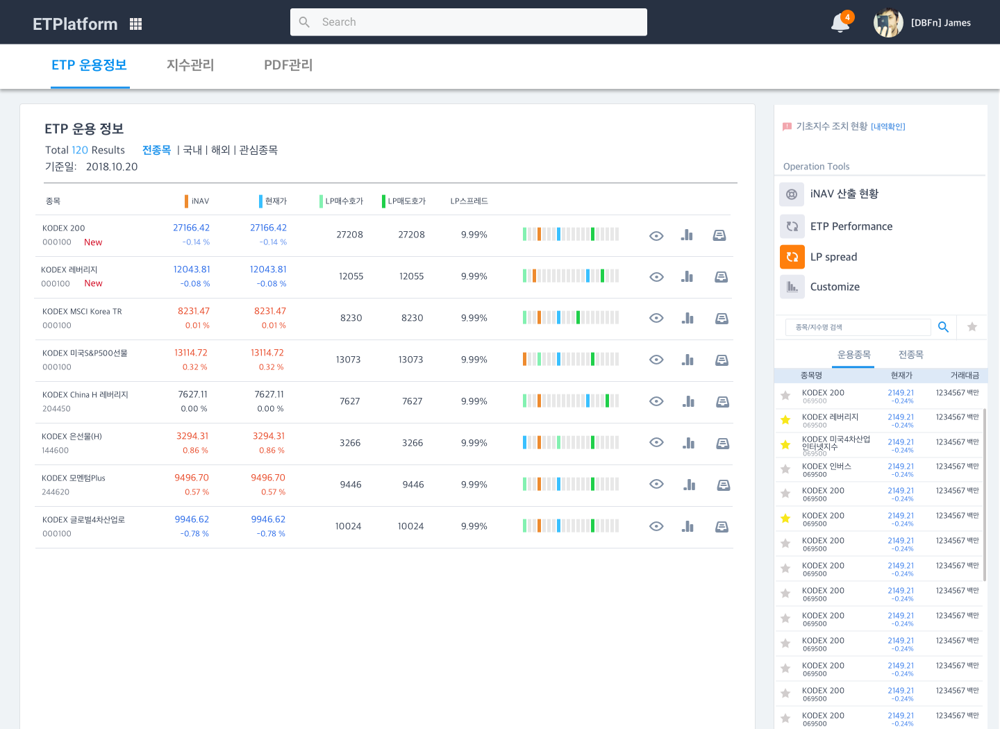 ETPlatform
Search
4
[DBFn] James
ETP 운용정보 지수관리 PDF관리
ETP 운용 정보
Total 120 Results 전종목 | 국내 | 해외 | 관심종목
기준일: 2018.10.20
종목 iNAV 현재가 LP매수호가 LP매도호가 LP스프레드
KODEX 200 27166.42 27166.42 27208 27208 9.99%
000100 New -0.14 % -0.14 %
KODEX 레버리지 12043.81 12043.81 12055 12055 9.99%
000100 New -0.08 % -0.08 %
KODEX MSCI Korea TR 8231.47 8231.47 8230 8230 9.99%
000100 0.01 % 0.01 %
KODEX 미국S&P500선물 13114.72 13114.72 13073 13073 9.99%
000100 0.32 % 0.32 %
KODEX China H 레버리지 7627.11 7627.11 7627 7627 9.99%
204450 0.00 % 0.00 %
KODEX 은선물(H) 3294.31 3294.31 3266 3266 9.99%
144600 0.86 % 0.86 %
KODEX 모멘텀Plus 9496.70 9496.70 9446 9446 9.99%
244620 0.57 % 0.57 %
KODEX 글로벌4차산업로 9946.62 9946.62 10024 10024 9.99%
000100 -0.78 % -0.78 %
기초지수 조치 현황 [내역확인]
Operation Tools
iNAV 산출 현황
ETP Performance
LP spread
Customize
종목/지수명 검색
운용종목 전종목
종목명 현재가 거래대금
KODEX 200 2149.21 1234567 백만
069500 -0.24%
KODEX 레버리지 2149.21 1234567 백만
069500 -0.24%
KODEX 미국4차산업 2149.21 1234567 백만
인터넷지수 -0.24%
069500
KODEX 인버스 2149.21 1234567 백만
069500 -0.24%
KODEX 200 2149.21 1234567 백만
069500 -0.24%
KODEX 200 2149.21 1234567 백만
069500 -0.24%
KODEX 200 2149.21 1234567 백만
069500 -0.24%
KODEX 200 2149.21 1234567 백만
069500 -0.24%
KODEX 200 2149.21 1234567 백만
069500 -0.24%
KODEX 200 2149.21 1234567 백만
069500 -0.24%
KODEX 200 2149.21 1234567 백만
069500 -0.24%
KODEX 200 2149.21 1234567 백만
069500 -0.24%
KODEX 200 2149.21 1234567 백만
069500 -0.24%
KODEX 200 2149.21 1234567 백만
069500 -0.24%